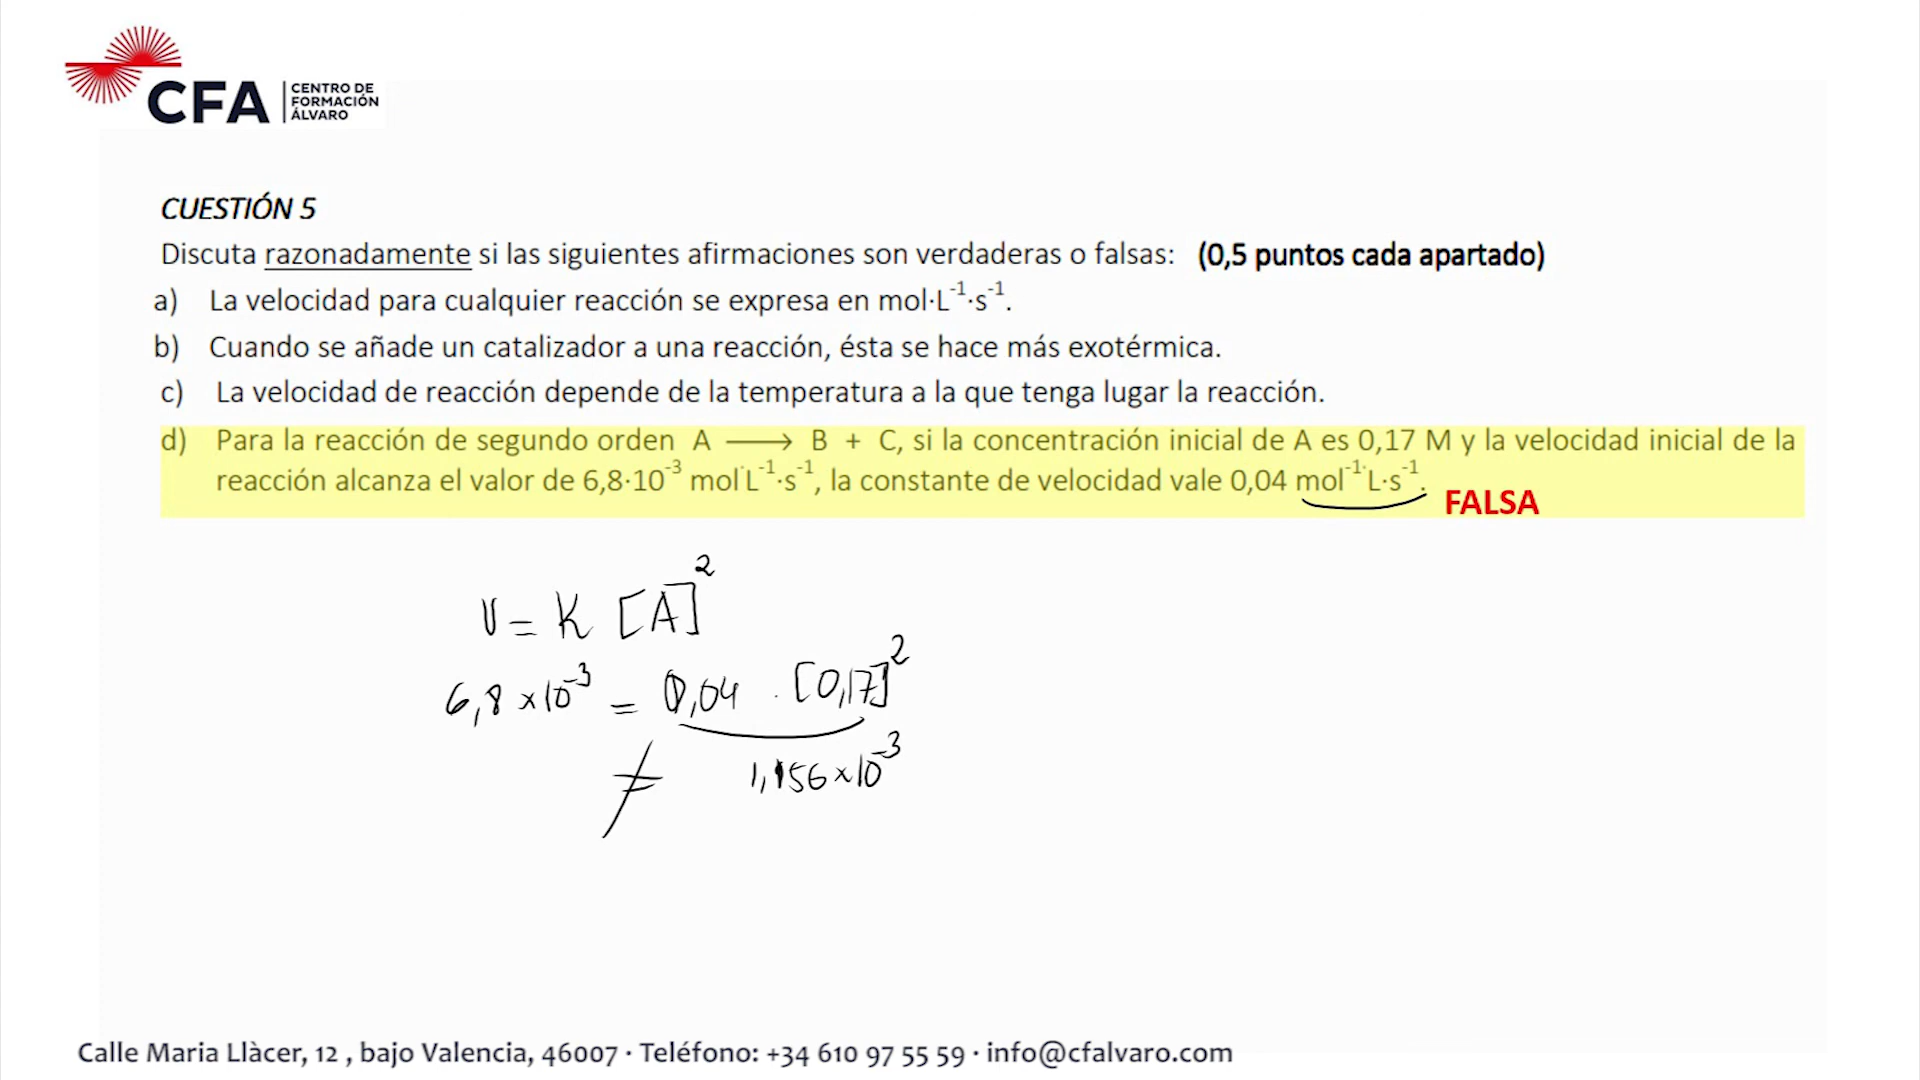 CFA
CENTRO DE
FORMACIÓN
ÁLVARO
CUESTIÓN 5
Discuta razonadamente si las siguientes afirmaciones son verdaderas o falsas: (0,5 puntos cada apartado)
a) La velocidad para cualquier reacción se expresa en mol·L⁻¹·s⁻¹.
b) Cuando se añade un catalizador a una reacción, ésta se hace más exotérmica.
c) La velocidad de reacción depende de la temperatura a la que tenga lugar la reacción.
d) Para la reacción de segundo orden A ⟶ B + C, si la concentración inicial de A es 0,17 M y la velocidad inicial de la
reacción alcanza el valor de 6,8·10⁻³ mol·L⁻¹·s⁻¹, la constante de velocidad vale 0,04 mol⁻¹·L·s⁻¹.
FALSA
v = K [A]²
6,8 × 10⁻³ = 0,04 · [0,17]²
≠ 1,156 × 10⁻³
Calle Maria Llàcer, 12 , bajo Valencia, 46007 · Teléfono: +34 610 97 55 59 · info@cfalvaro.com